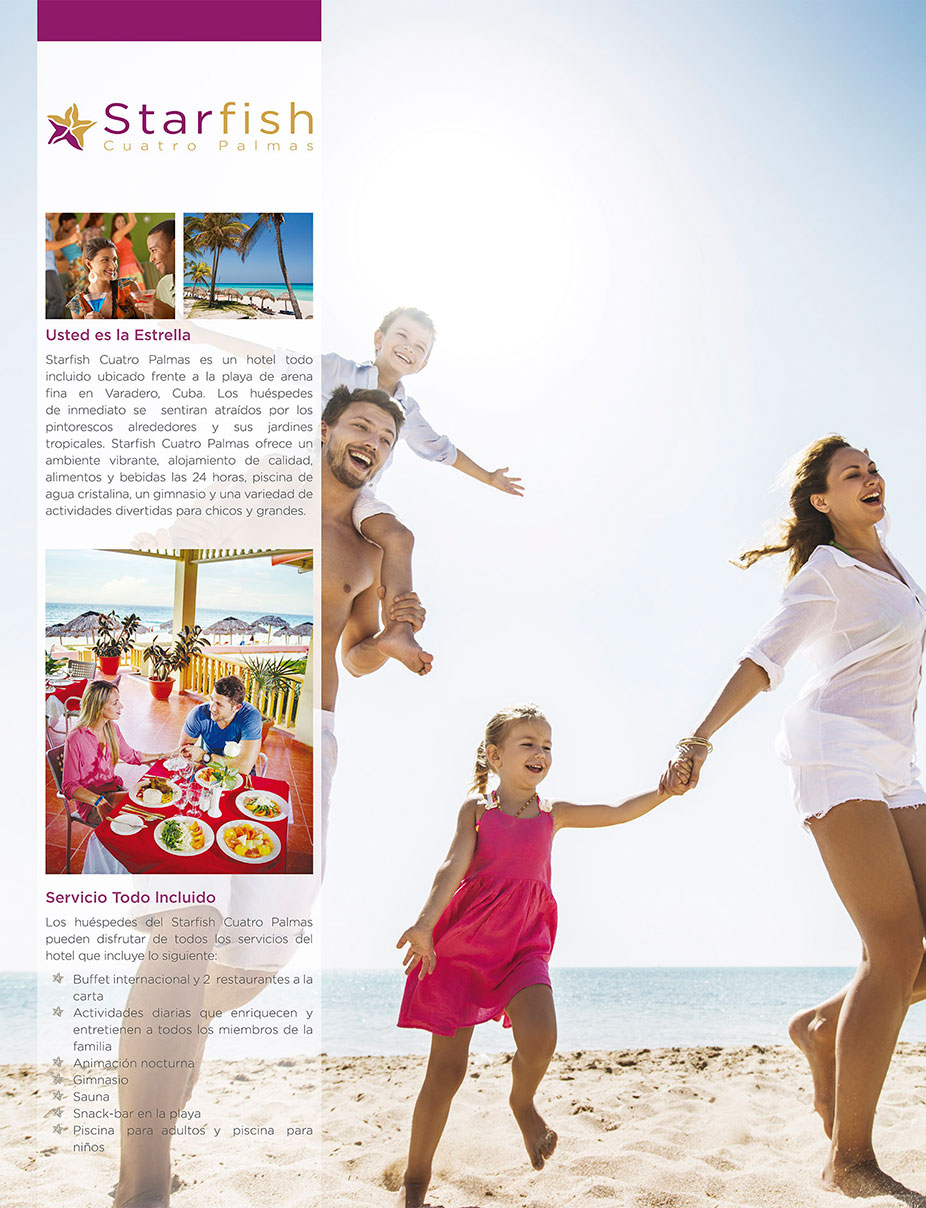 Starfish
Cuatro Palmas
Usted es la Estrella
Starfish Cuatro Palmas es un hotel todo
incluido ubicado frente a la playa de arena
fina en Varadero, Cuba. Los huéspedes
de inmediato se sentiran atraídos por los
pintorescos alrededores y sus jardines
tropicales. Starfish Cuatro Palmas ofrece un
ambiente vibrante, alojamiento de calidad,
alimentos y bebidas las 24 horas, piscina de
agua cristalina, un gimnasio y una variedad de
actividades divertidas para chicos y grandes.
Servicio Todo Incluido
Los huéspedes del Starfish Cuatro Palmas
pueden disfrutar de todos los servicios del
hotel que incluye lo siguiente:
Buffet internacional y 2 restaurantes a la
carta
Actividades diarias que enriquecen y
entretienen a todos los miembros de la
familia
Animación nocturna
Gimnasio
Sauna
Snack-bar en la playa
Piscina para adultos y piscina para
niños